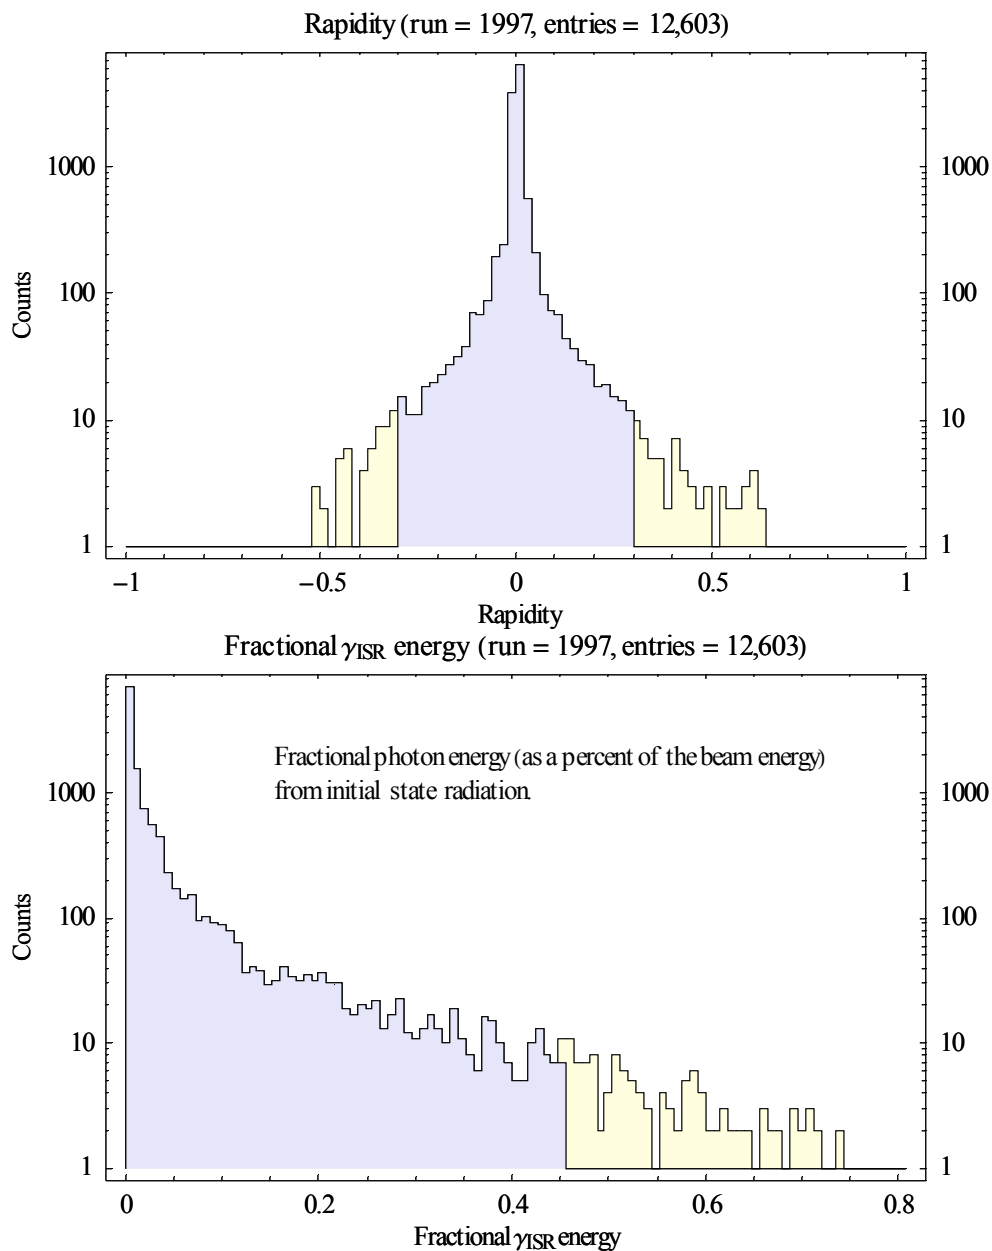 Rapidity (run = 1997, entries = 12,603)
1000
100
10
1
1000
100
10
1
Counts
−1 −0.5 0 0.5 1
Rapidity
Fractional γISR energy (run = 1997, entries = 12,603)
Fractional photon energy (as a percent of the beam energy)
from initial state radiation.
1000
100
10
1
1000
100
10
1
Counts
0 0.2 0.4 0.6 0.8
Fractional γISR energy